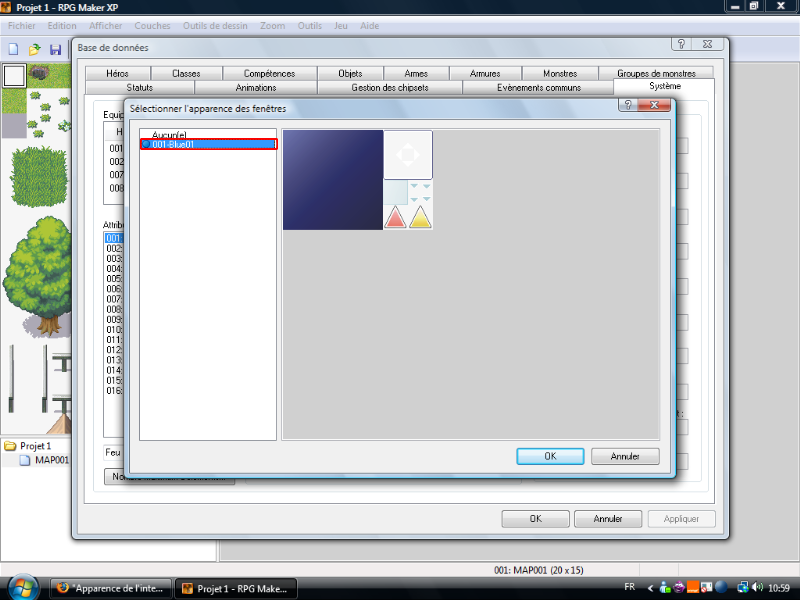 Projet 1 - RPG Maker XP
Fichier Edition Afficher Couches Outils de dessin Zoom Outils Jeu Aide
Base de données
Héros Classes Compétences Objets Armes Armures Monstres Groupes de monstres
Statuts Animations Gestion des chipsets Evènements communs Système
Sélectionner l'apparence des fenêtres
Aucun(e)
001-Blue01
Equip
H
001
002
007
008
Attribu
001:
002:
003:
004:
005:
006:
007:
008:
009:
010:
011:
012:
013:
014:
015:
016:
Feu
OK Annuler
OK Annuler Appliquer
Projet 1
MAP001
001: MAP001 (20 x 15)
"Apparence de l'inte...
Projet 1 - RPG Make...
FR
10:59